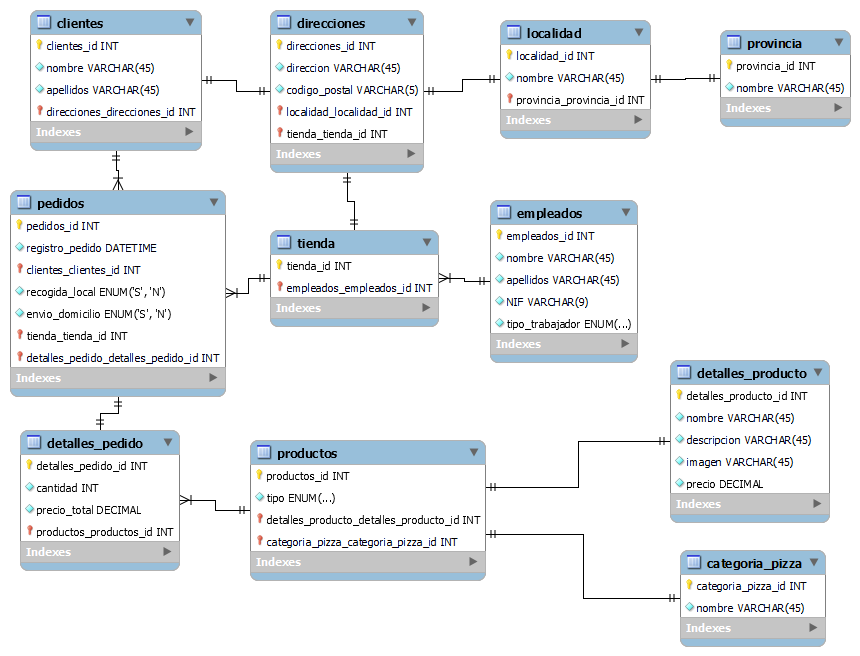 clientes
clientes_id INT
nombre VARCHAR(45)
apellidos VARCHAR(45)
direcciones_direcciones_id INT
Indexes
direcciones
direcciones_id INT
direccion VARCHAR(45)
codigo_postal VARCHAR(5)
localidad_localidad_id INT
tienda_tienda_id INT
Indexes
localidad
localidad_id INT
nombre VARCHAR(45)
provincia_provincia_id INT
Indexes
provincia
provincia_id INT
nombre VARCHAR(45)
Indexes
pedidos
pedidos_id INT
registro_pedido DATETIME
clientes_clientes_id INT
recogida_local ENUM('S', 'N')
envio_domicilio ENUM('S', 'N')
tienda_tienda_id INT
detalles_pedido_detalles_pedido_id INT
Indexes
tienda
tienda_id INT
empleados_empleados_id INT
Indexes
empleados
empleados_id INT
nombre VARCHAR(45)
apellidos VARCHAR(45)
NIF VARCHAR(9)
tipo_trabajador ENUM(...)
Indexes
detalles_pedido
detalles_pedido_id INT
cantidad INT
precio_total DECIMAL
productos_productos_id INT
Indexes
productos
productos_id INT
tipo ENUM(...)
detalles_producto_detalles_producto_id INT
categoria_pizza_categoria_pizza_id INT
Indexes
detalles_producto
detalles_producto_id INT
nombre VARCHAR(45)
descripcion VARCHAR(45)
imagen VARCHAR(45)
precio DECIMAL
Indexes
categoria_pizza
categoria_pizza_id INT
nombre VARCHAR(45)
Indexes